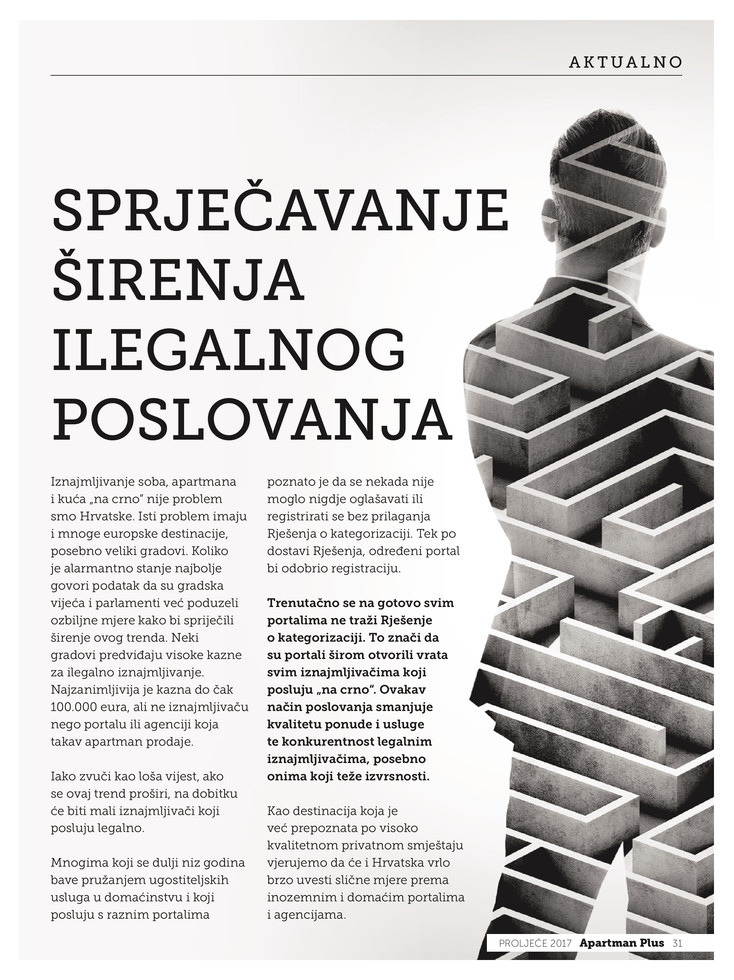 AKTUALNO
SPRJEČAVANJE
ŠIRENJA
ILEGALNOG
POSLOVANJA
Iznajmljivanje soba, apartmana
i kuća „na crno“ nije problem
smo Hrvatske. Isti problem imaju
i mnoge europske destinacije,
posebno veliki gradovi. Koliko
je alarmantno stanje najbolje
govori podatak da su gradska
vijeća i parlamenti već poduzeli
ozbiljne mjere kako bi spriječili
širenje ovog trenda. Neki
gradovi predviđaju visoke kazne
za ilegalno iznajmljivanje.
Najzanimljivija je kazna do čak
100.000 eura, ali ne iznajmljivaču
nego portalu ili agenciji koja
takav apartman prodaje.
Iako zvuči kao loša vijest, ako
se ovaj trend proširi, na dobitku
će biti mali iznajmljivači koji
posluju legalno.
Mnogima koji se dulji niz godina
bave pružanjem ugostiteljskih
usluga u domaćinstvu i koji
posluju s raznim portalima
poznato je da se nekada nije
moglo nigdje oglašavati ili
registrirati se bez prilaganja
Rješenja o kategorizaciji. Tek po
dostavi Rješenja, određeni portal
bi odobrio registraciju.
Trenutačno se na gotovo svim
portalima ne traži Rješenje
o kategorizaciji. To znači da
su portali širom otvorili vrata
svim iznajmljivačima koji
posluju „na crno“. Ovakav
način poslovanja smanjuje
kvalitetu ponude i usluge
te konkurentnost legalnim
iznajmljivačima, posebno
onima koji teže izvrsnosti.
Kao destinacija koja je
već prepoznata po visoko
kvalitetnom privatnom smještaju
vjerujemo da će i Hrvatska vrlo
brzo uvesti slične mjere prema
inozemnim i domaćim portalima
i agencijama.
PROLJEĆE 2017 Apartman Plus 31